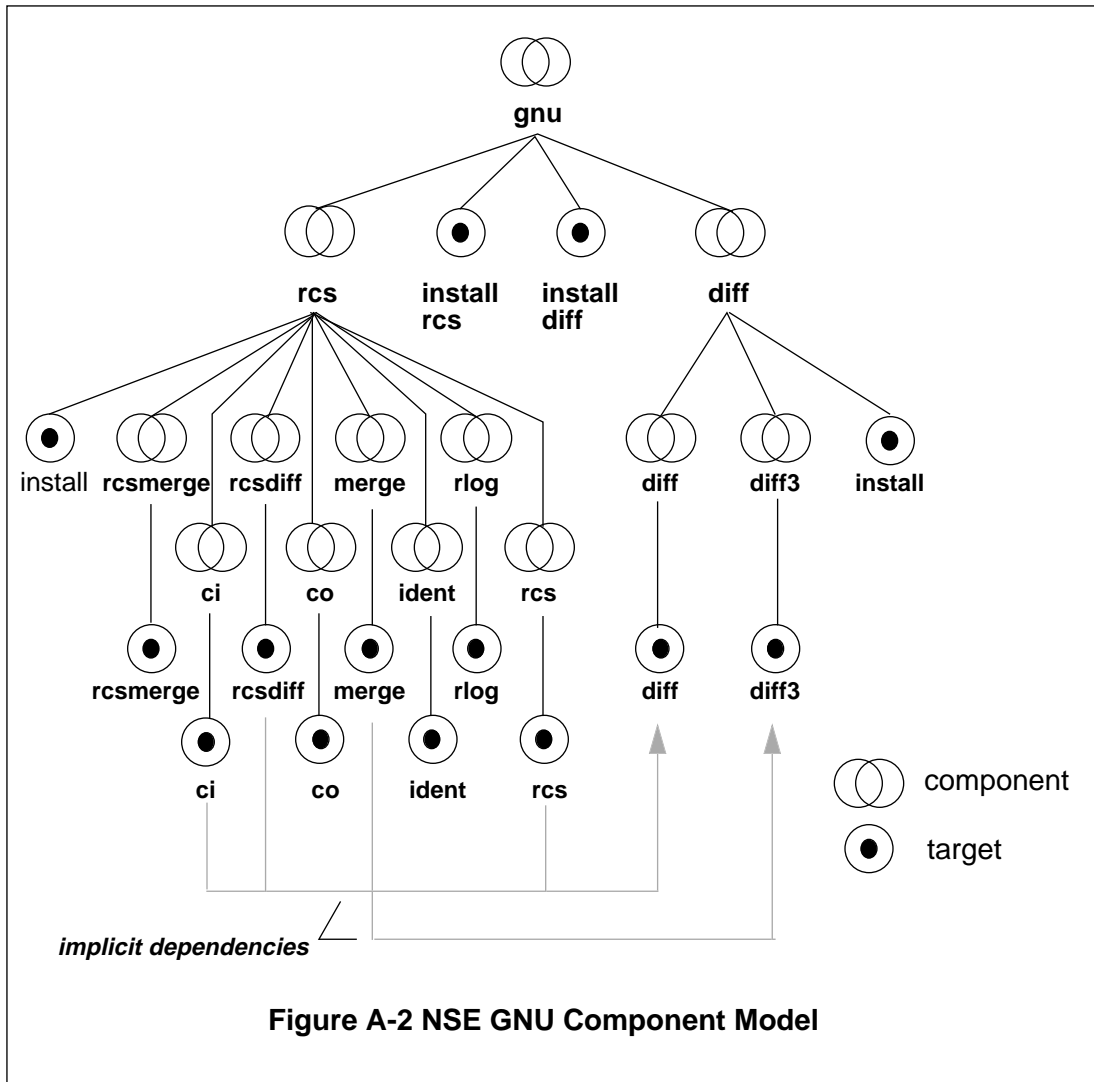 gnu
rcs install install diff
rcs diff
install rcsmerge rcsdiff merge rlog diff diff3 install
ci co ident rcs
rcsmerge rcsdiff merge rlog diff diff3
ci co ident rcs
component
target
implicit dependencies
Figure A-2 NSE GNU Component Model